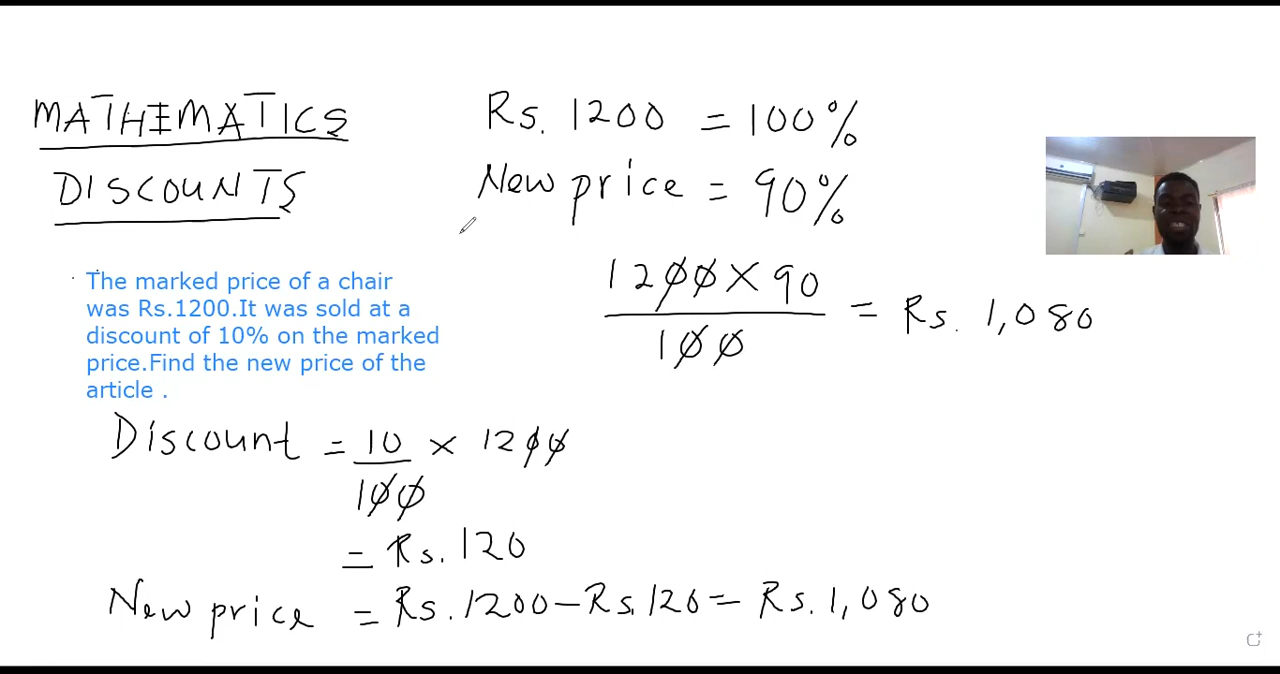 MATHEMATICS
DISCOUNTS
The marked price of a chair
was Rs.1200.It was sold at a
discount of 10% on the marked
price.Find the new price of the
article .
Discount = 10/100 × 1200
= Rs. 120
New price = Rs. 1200 – Rs. 120 = Rs. 1,080
Rs. 1200 = 100%
New price = 90%
1200 × 90 / 100 = Rs. 1,080